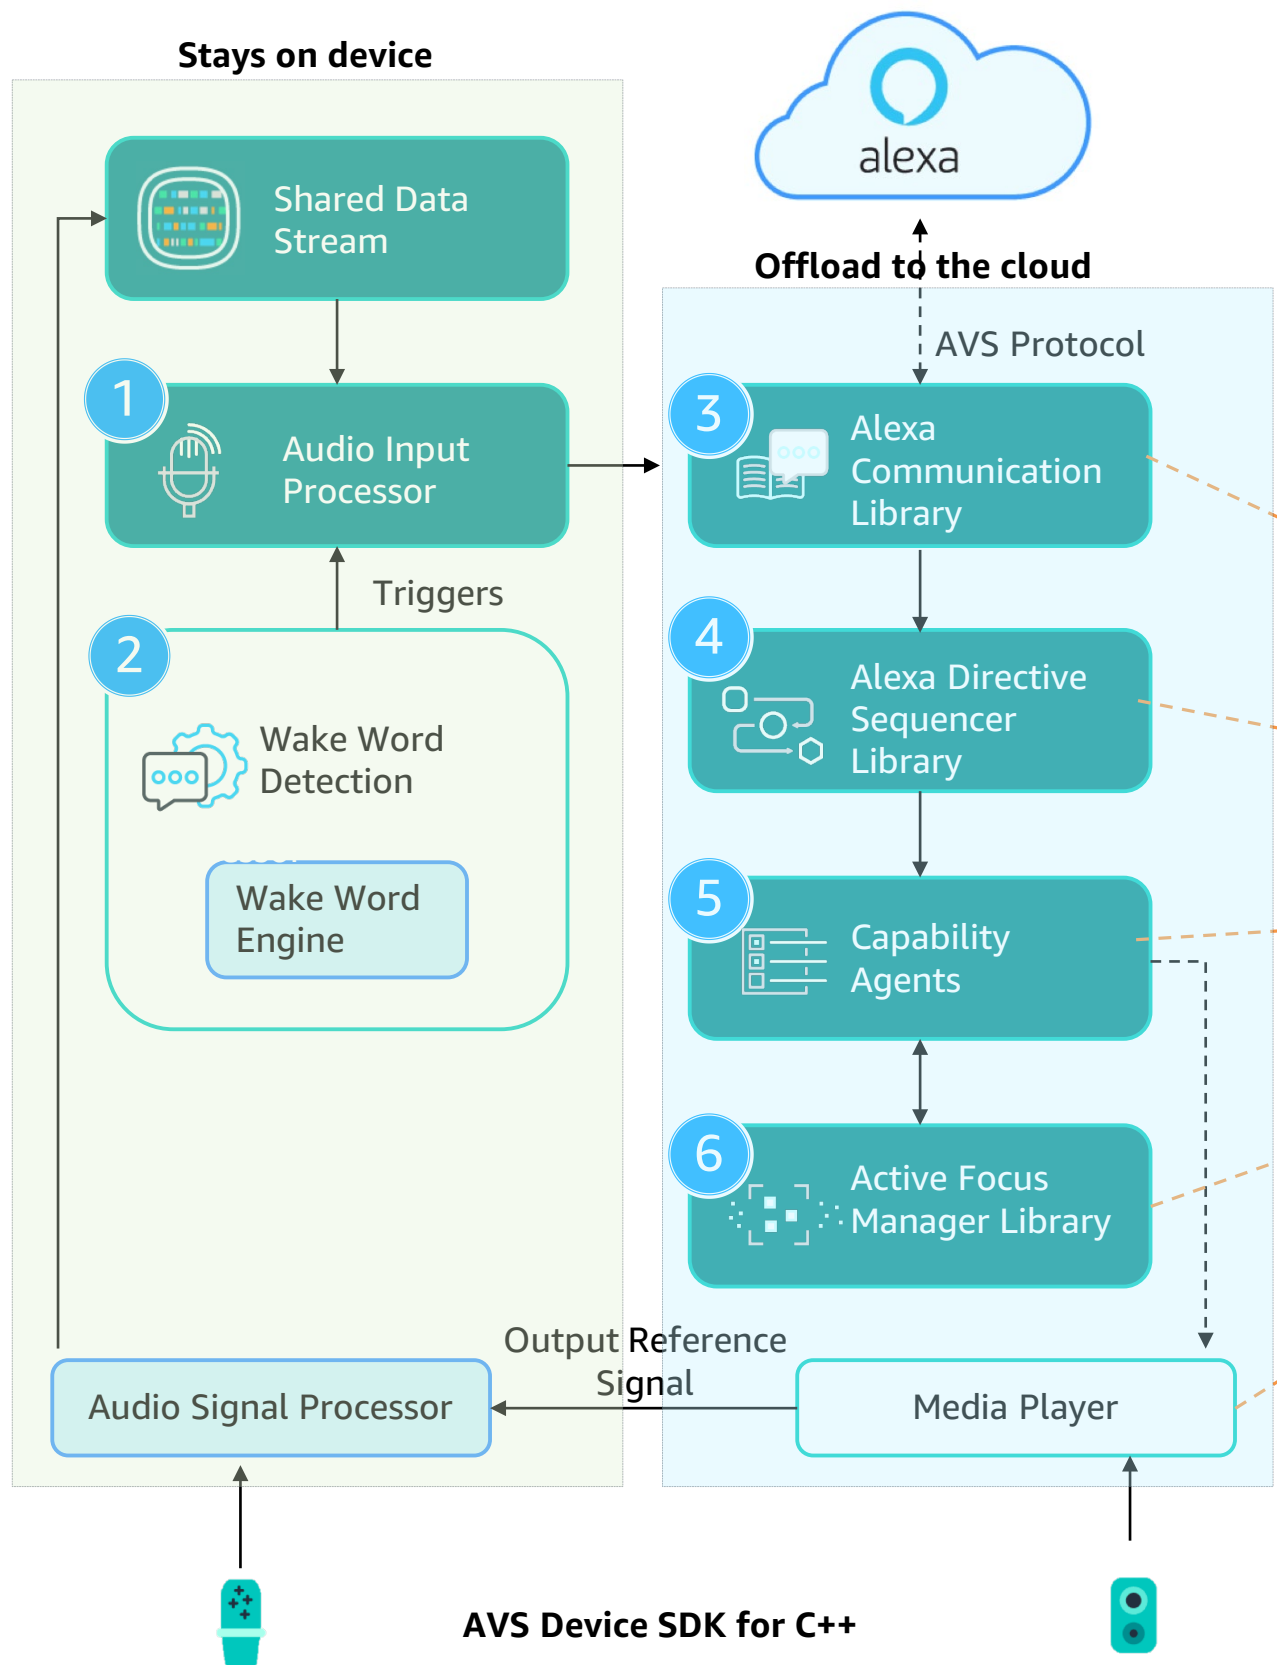 Stays on device
alexa
Shared Data
Stream
Offload to the cloud
AVS Protocol
1
Audio Input
Processor
3
Alexa
Communication
Library
Triggers
2
Wake Word
Detection
Wake Word
Engine
4
Alexa Directive
Sequencer
Library
5
Capability
Agents
6
Active Focus
Manager Library
Output Reference
Signal
Audio Signal Processor
Media Player
AVS Device SDK for C++